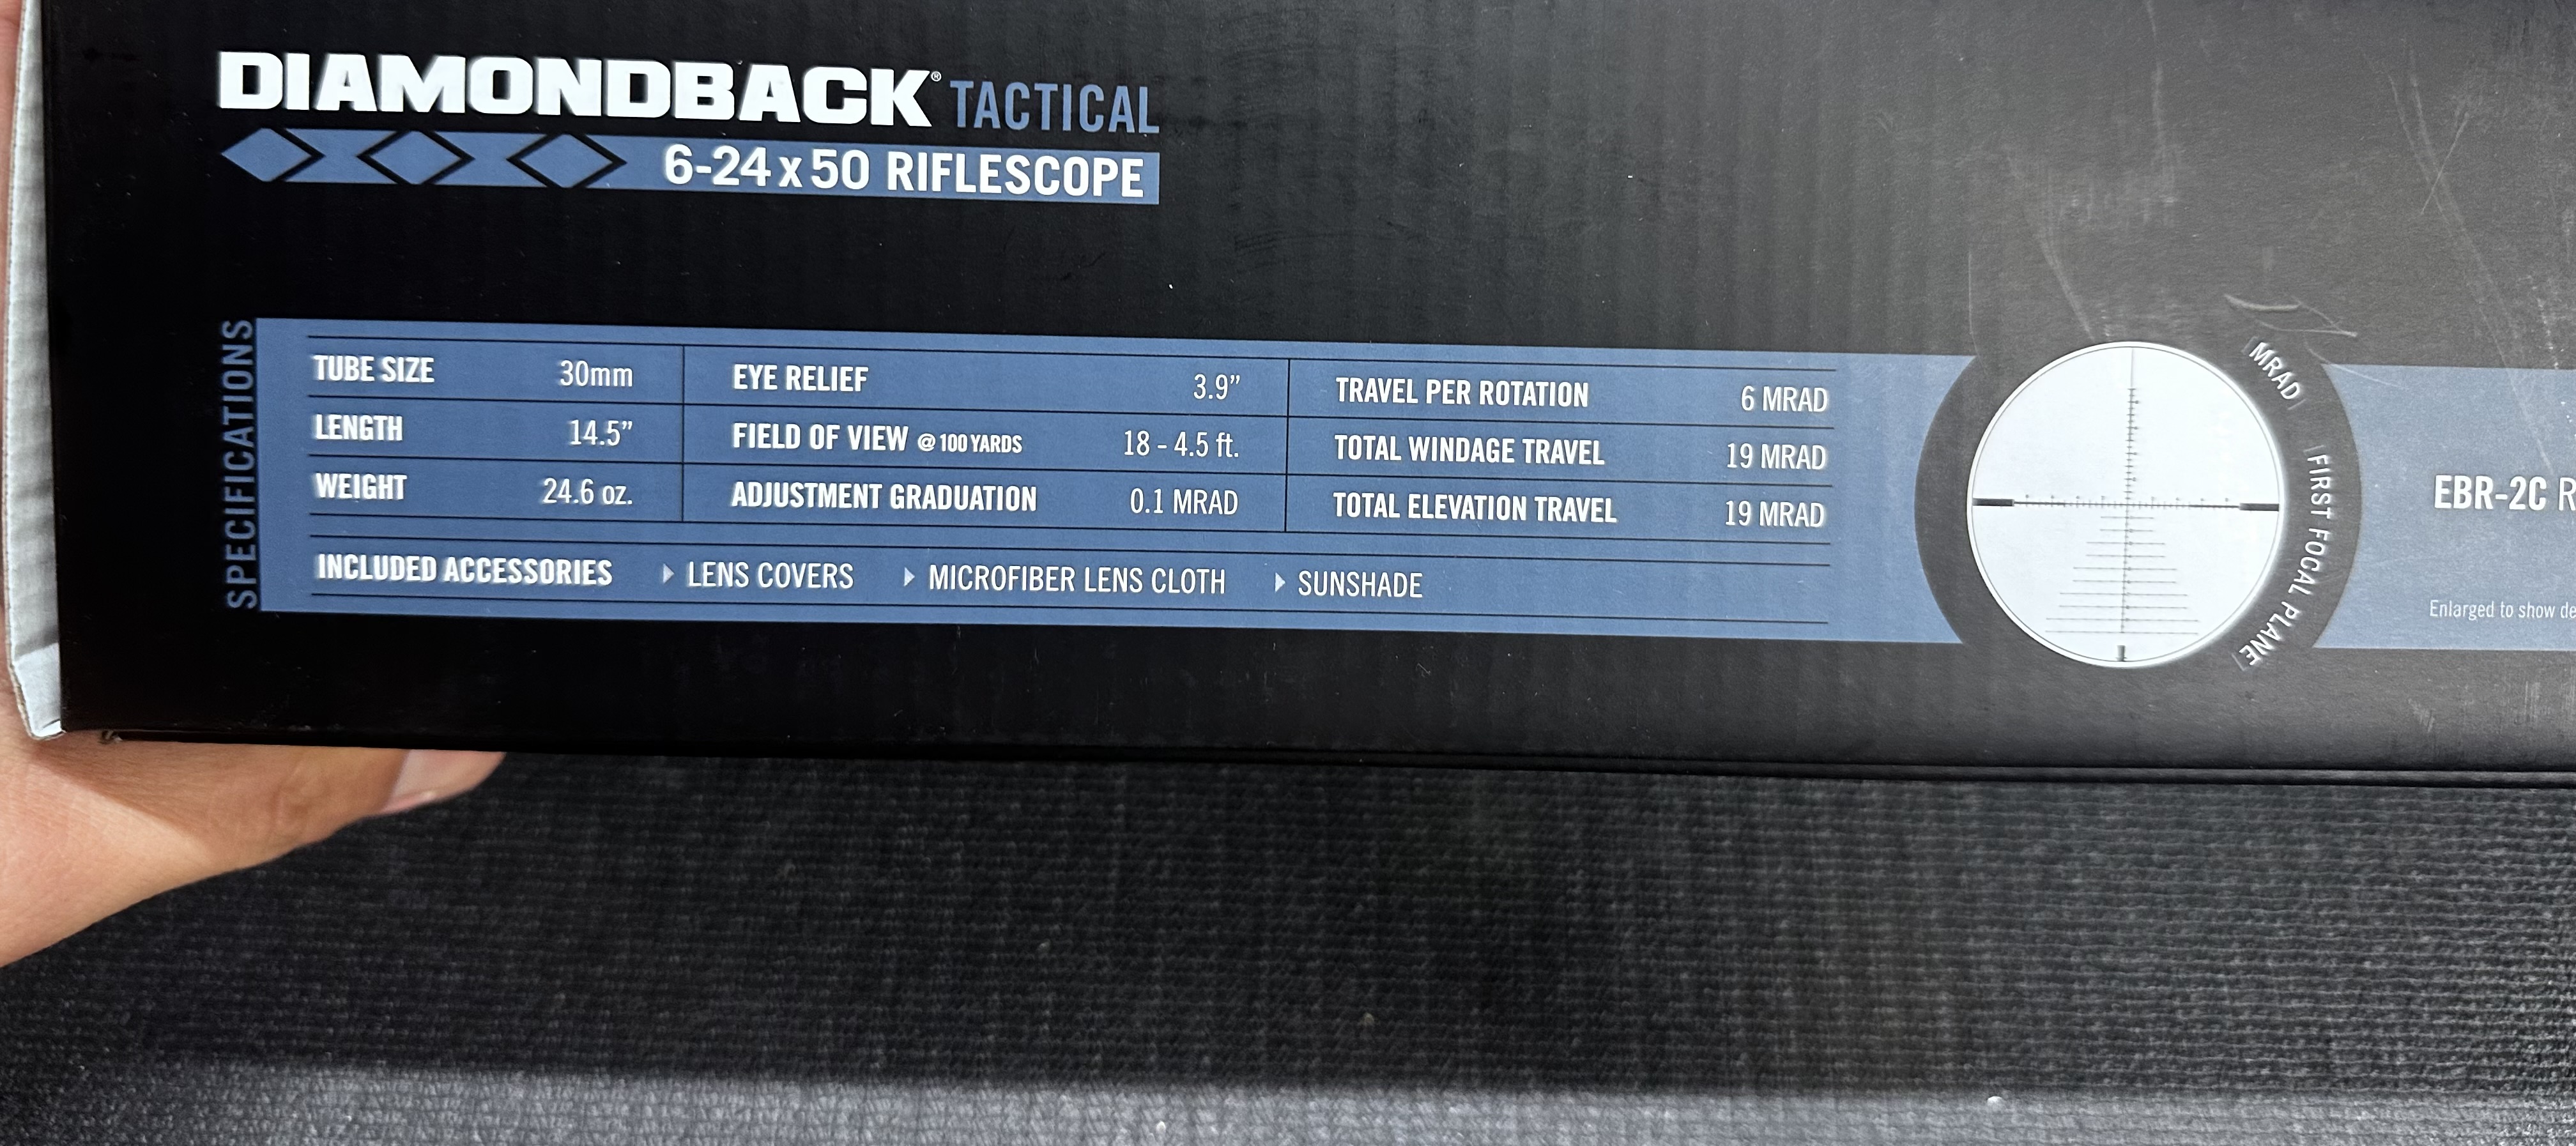 DIAMONDBACK® TACTICAL
6-24x50 RIFLESCOPE
SPECIFICATIONS
TUBE SIZE 30mm
LENGTH 14.5”
WEIGHT 24.6 oz.
EYE RELIEF 3.9”
FIELD OF VIEW @ 100 YARDS 18 - 4.5 ft.
ADJUSTMENT GRADUATION 0.1 MRAD
TRAVEL PER ROTATION 6 MRAD
TOTAL WINDAGE TRAVEL 19 MRAD
TOTAL ELEVATION TRAVEL 19 MRAD
INCLUDED ACCESSORIES LENS COVERS MICROFIBER LENS CLOTH SUNSHADE
| MRAD |
| FIRST FOCAL PLANE |
EBR-2C
Enlarged to show